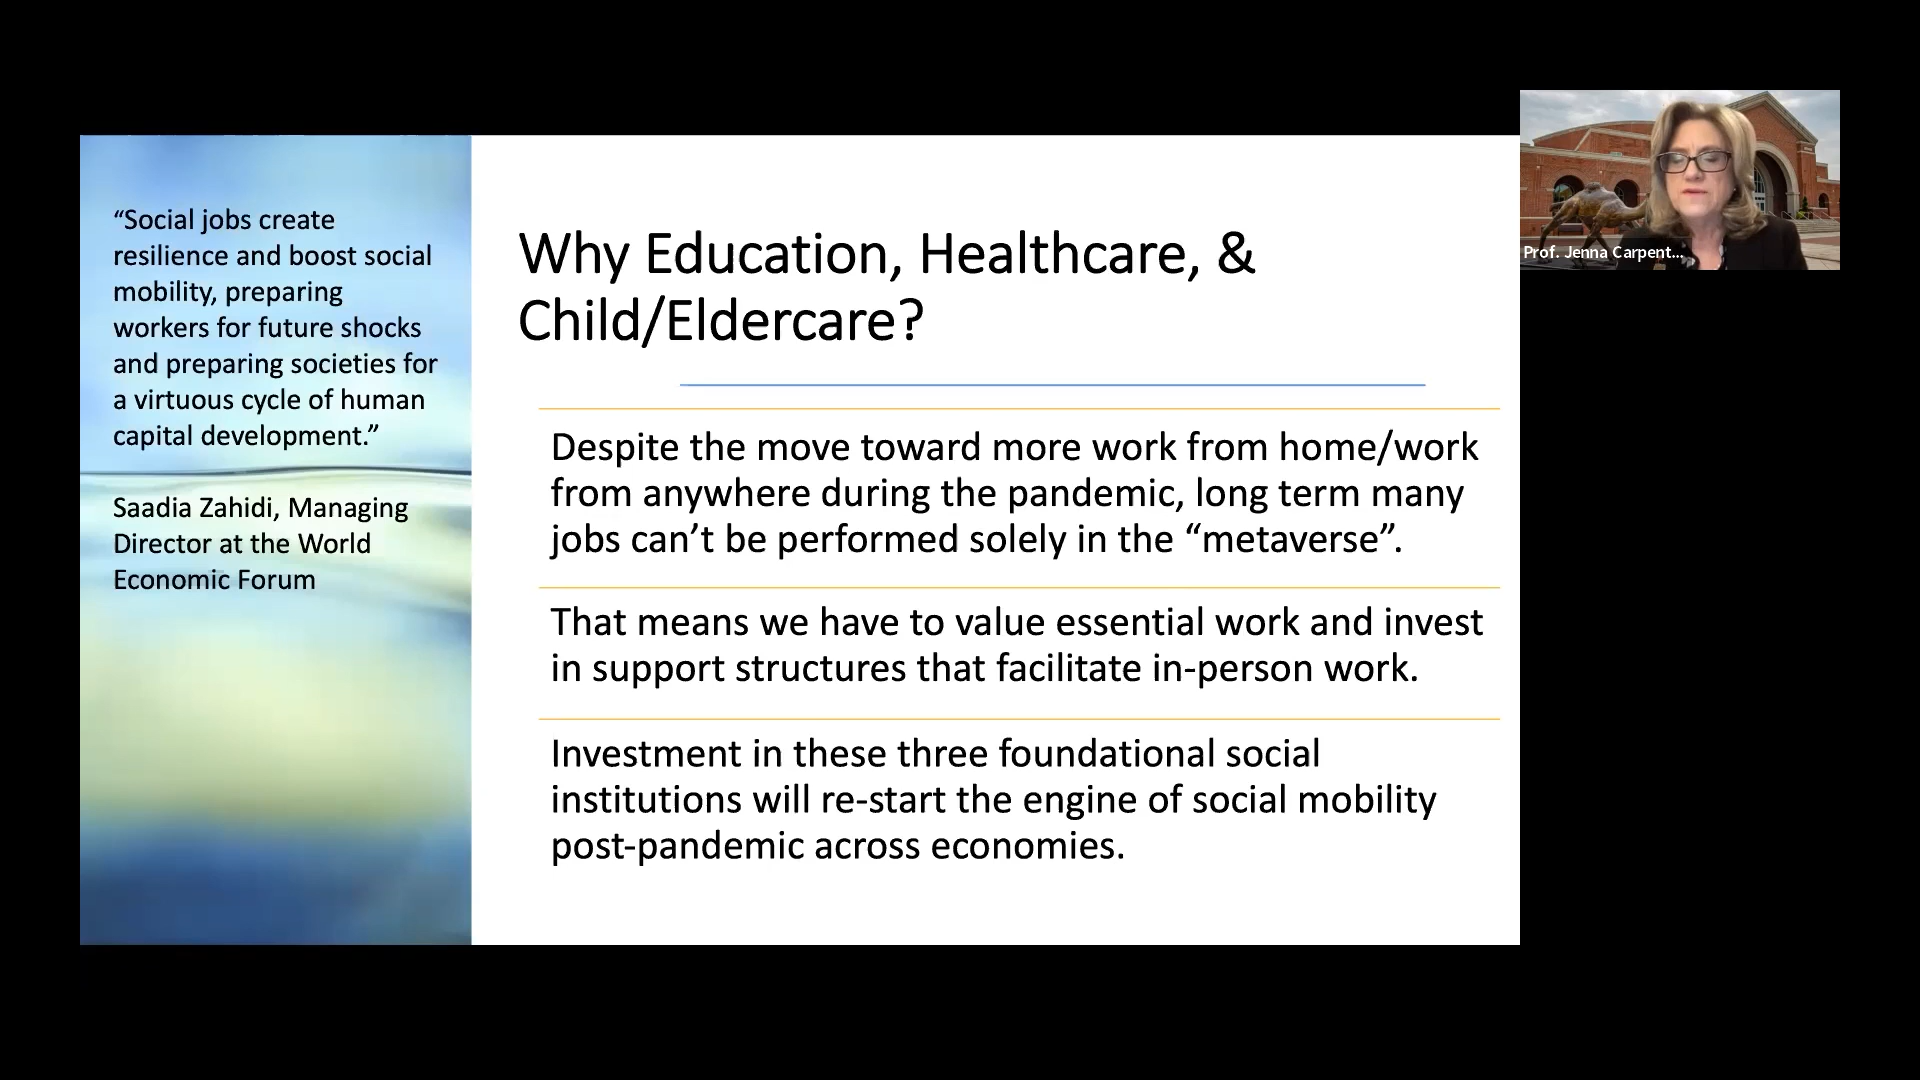 “Social jobs create
resilience and boost social
mobility, preparing
workers for future shocks
and preparing societies for
a virtuous cycle of human
capital development.”
Saadia Zahidi, Managing
Director at the World
Economic Forum
Why Education, Healthcare, &
Child/Eldercare?
Despite the move toward more work from home/work
from anywhere during the pandemic, long term many
jobs can’t be performed solely in the “metaverse”.
That means we have to value essential work and invest
in support structures that facilitate in-person work.
Investment in these three foundational social
institutions will re-start the engine of social mobility
post-pandemic across economies.
Prof. Jenna Carpent...